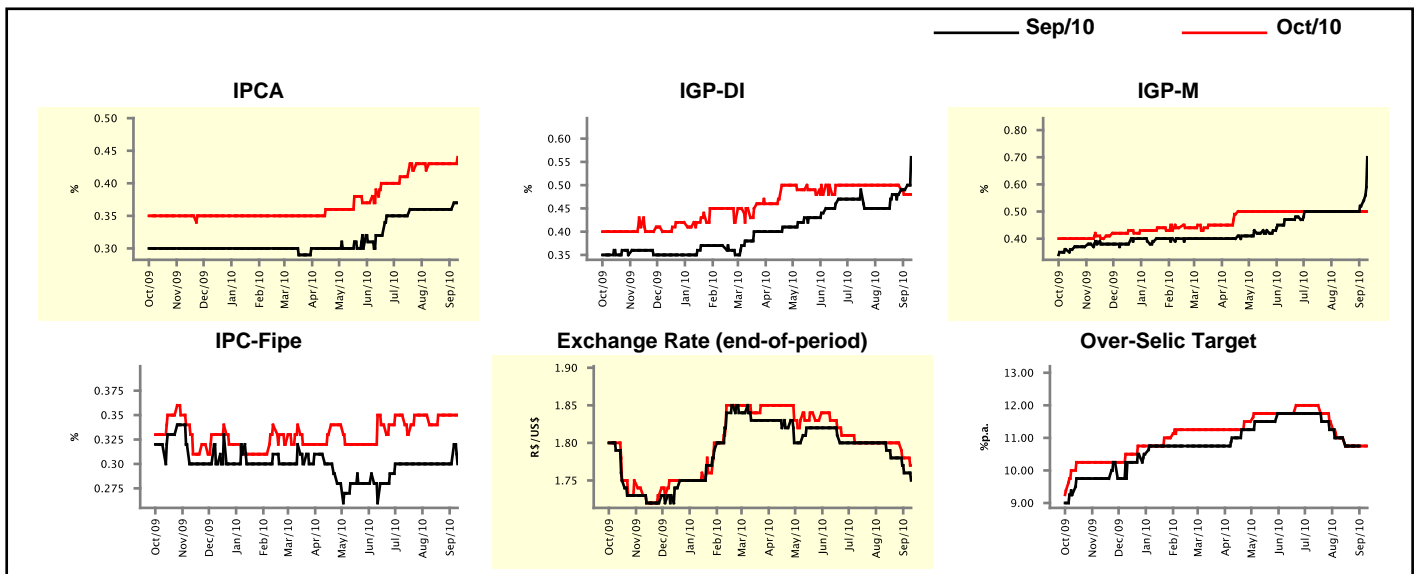 Sep/10 Oct/10
IPCA
0.50
0.45
0.40
0.35
0.30
%
Oct/09 Nov/09 Dec/09 Jan/10 Feb/10 Mar/10 Apr/10 May/10 Jun/10 Jul/10 Aug/10 Sep/10
IGP-DI
0.60
0.55
0.50
0.45
0.40
0.35
%
Oct/09 Nov/09 Dec/09 Jan/10 Feb/10 Mar/10 Apr/10 May/10 Jun/10 Jul/10 Aug/10 Sep/10
IGP-M
0.80
0.70
0.60
0.50
0.40
%
Oct/09 Nov/09 Dec/09 Jan/10 Feb/10 Mar/10 Apr/10 May/10 Jun/10 Jul/10 Aug/10 Sep/10
IPC-Fipe
0.375
0.35
0.325
0.30
0.275
%
Oct/09 Nov/09 Dec/09 Jan/10 Feb/10 Mar/10 Apr/10 May/10 Jun/10 Jul/10 Aug/10 Sep/10
Exchange Rate (end-of-period)
1.90
1.85
1.80
1.75
R$/US$
Oct/09 Nov/09 Dec/09 Jan/10 Feb/10 Mar/10 Apr/10 May/10 Jun/10 Jul/10 Aug/10 Sep/10
Over-Selic Target
13.00
12.00
11.00
10.00
9.00
%p.a.
Oct/09 Nov/09 Dec/09 Jan/10 Feb/10 Mar/10 Apr/10 May/10 Jun/10 Jul/10 Aug/10 Sep/10